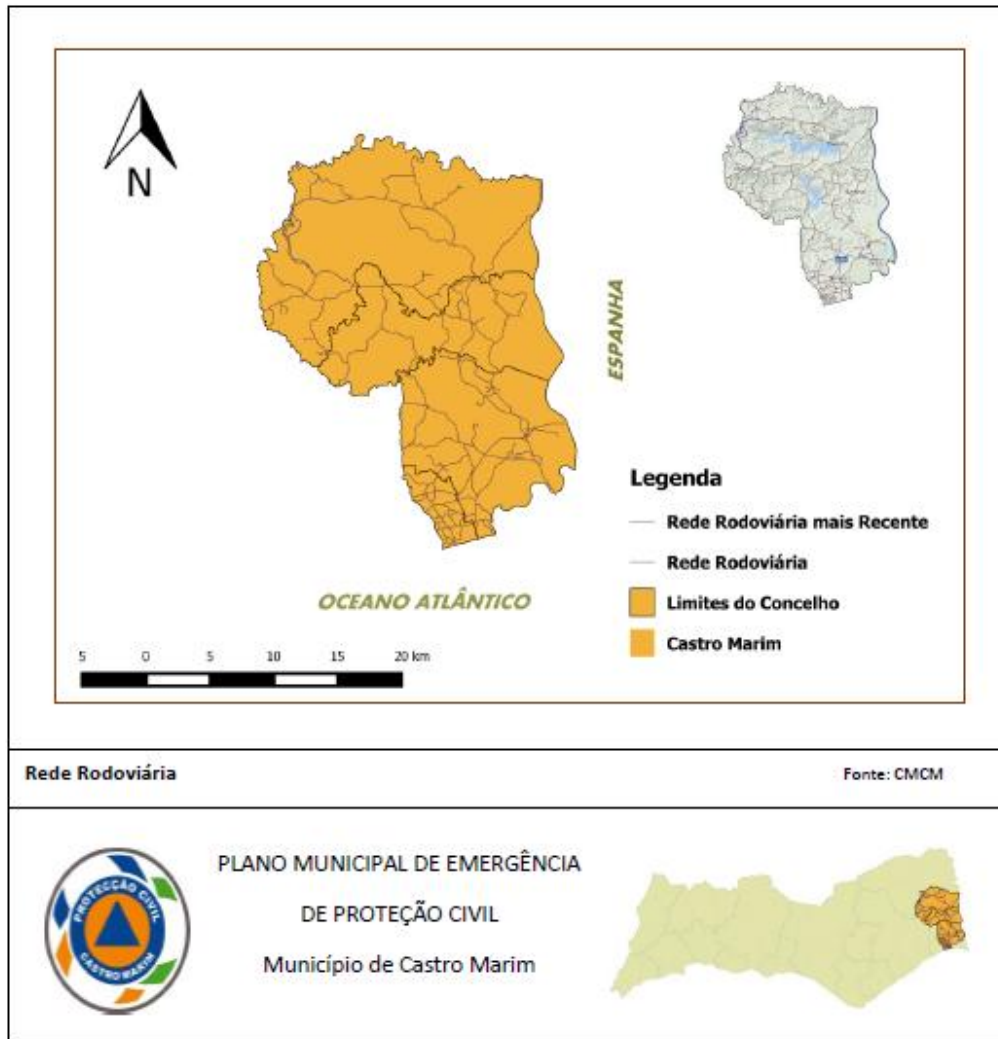 N
ESPANHA
Legenda
Rede Rodoviária mais Recente
Rede Rodoviária
Limites do Concelho
Castro Marim
OCEANO ATLÂNTICO
5 0 5 10 15 20 km
Rede Rodoviária
Fonte: CMCM
PROTECÇÃO CIVIL
CASTRO MARIM
PLANO MUNICIPAL DE EMERGÊNCIA
DE PROTEÇÃO CIVIL
Município de Castro Marim